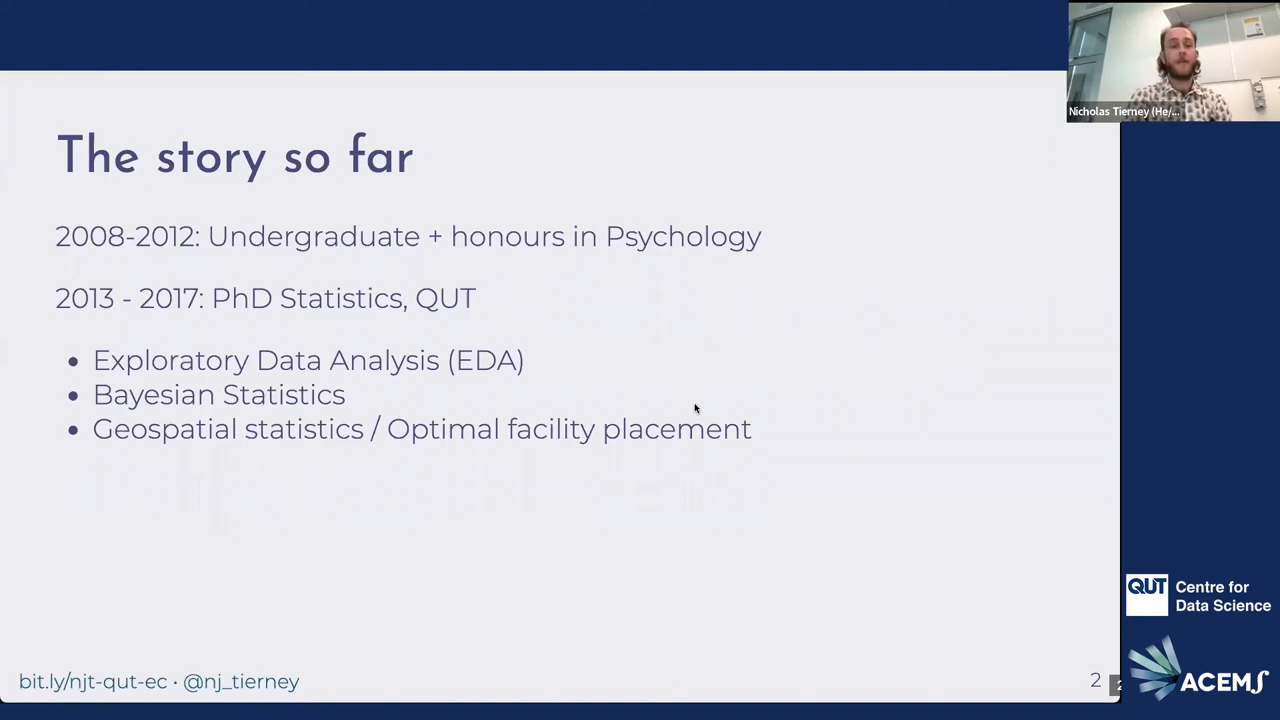 Nicholas Tierney (He/...
The story so far
2008-2012: Undergraduate + honours in Psychology
2013 - 2017: PhD Statistics, QUT
• Exploratory Data Analysis (EDA)
• Bayesian Statistics
• Geospatial statistics / Optimal facility placement
QUT
Centre for
Data Science
ACEMS
bit.ly/njt-qut-ec · @nj_tierney
2
2